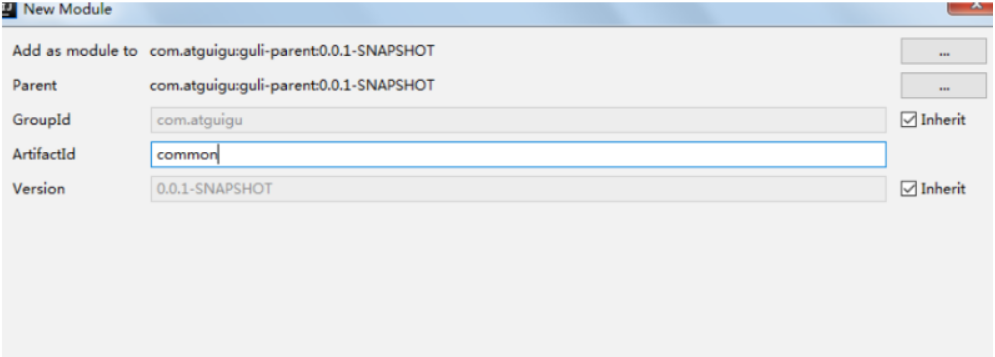 New Module
Add as module to com.atguigu:guli-parent:0.0.1-SNAPSHOT ...
Parent com.atguigu:guli-parent:0.0.1-SNAPSHOT ...
GroupId com.atguigu Inherit
ArtifactId common
Version 0.0.1-SNAPSHOT Inherit